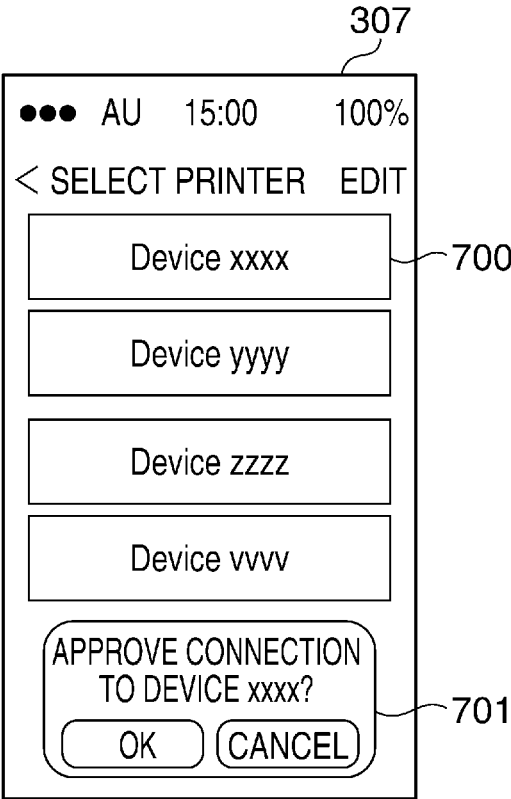 307
●●● AU 15:00 100%
< SELECT PRINTER EDIT
Device xxxx
700
Device yyyy
Device zzzz
Device vvvv
APPROVE CONNECTION
TO DEVICE xxxx?
701
OK CANCEL